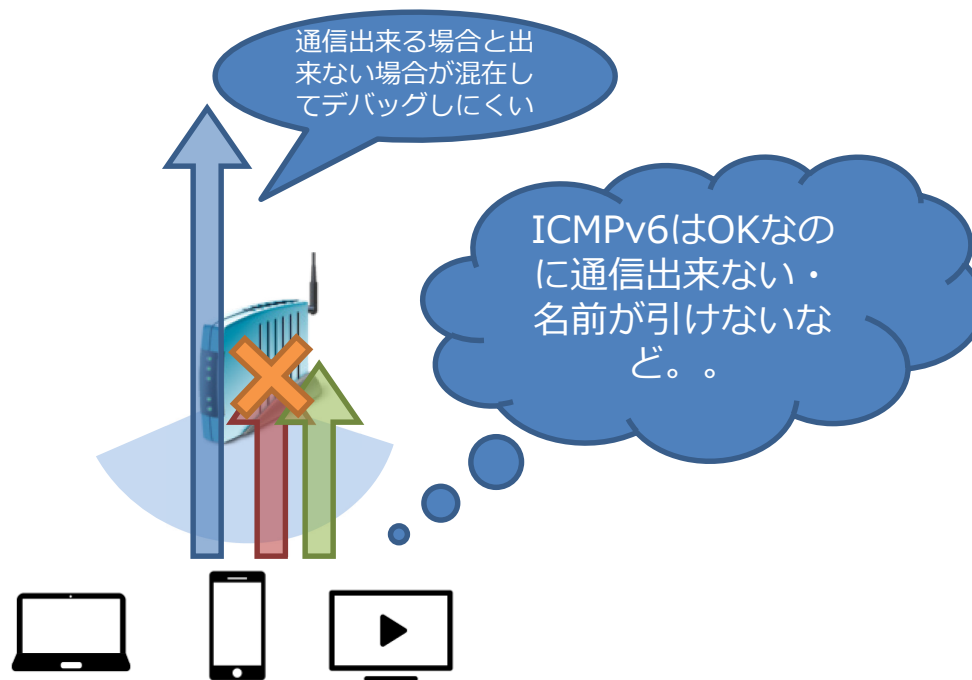 通信出来る場合と出
来ない場合が混在し
てデバッグしにくい
ICMPv6はOKなの
に通信出来ない・
名前が引けないな
ど。。